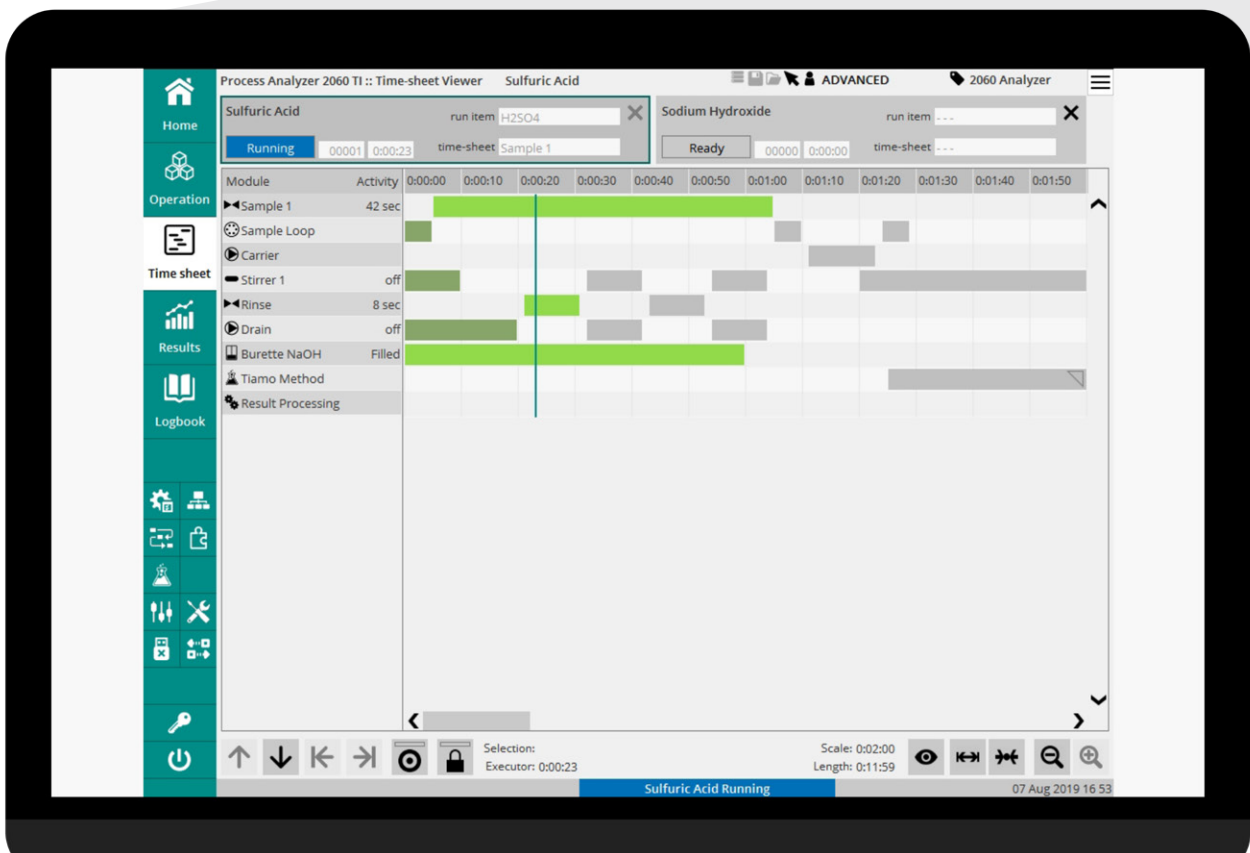 Process Analyzer 2060 TI :: Time-sheet Viewer Sulfuric Acid ADVANCED 2060 Analyzer
Home
Operation
Time sheet
Results
Logbook
Sulfuric Acid run item H2SO4
Running 00001 0:00:23 time-sheet Sample 1
Sodium Hydroxide run item - - -
Ready 00000 0:00:00 time-sheet - - -
Module Activity 0:00:00 0:00:10 0:00:20 0:00:30 0:00:40 0:00:50 0:01:00 0:01:10 0:01:20 0:01:30 0:01:40 0:01:50
Sample 1 42 sec
Sample Loop
Carrier
Stirrer 1 off
Rinse 8 sec
Drain off
Burette NaOH Filled
Tiamo Method
Result Processing
Selection:
Executor: 0:00:23
Scale: 0:02:00
Length: 0:11:59
Sulfuric Acid Running
07 Aug 2019 16 53